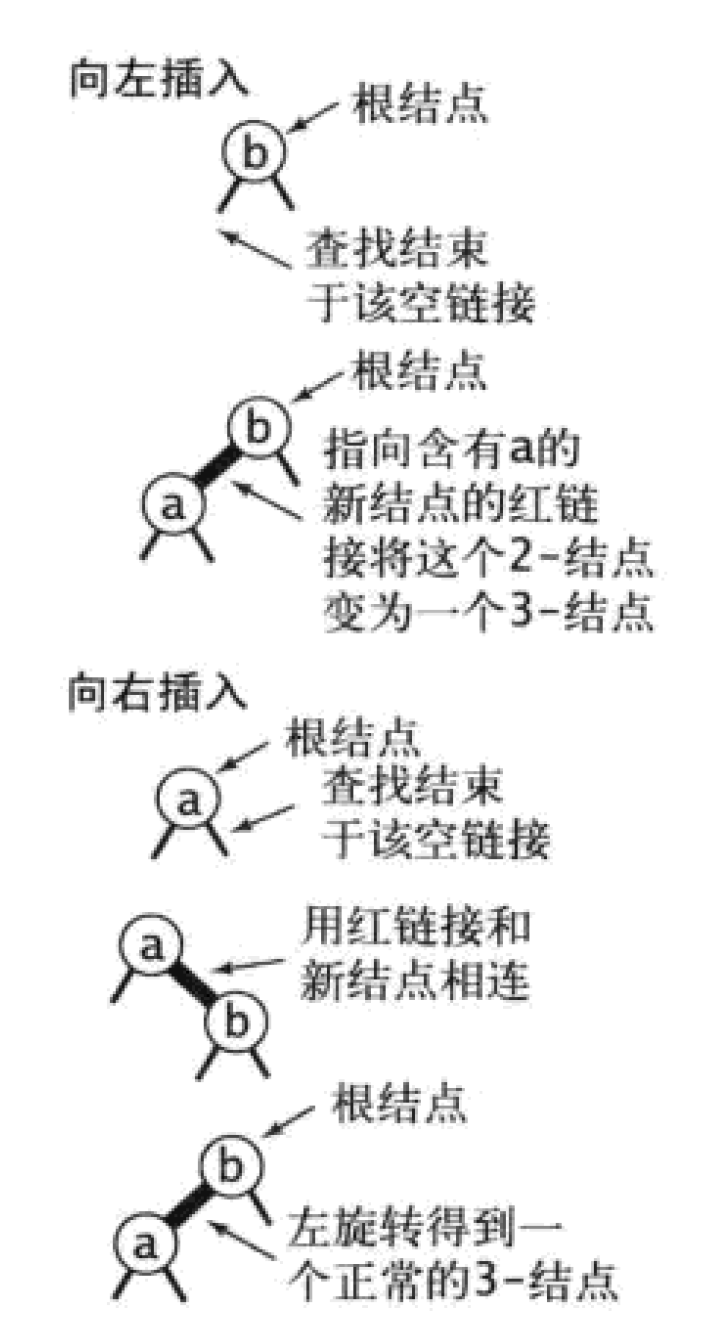 向左插入
根结点
b
查找结束
于该空链接
根结点
b
a
指向含有a的
新结点的红链
接将这个2-结点
变为一个3-结点
向右插入
根结点
a
查找结束
于该空链接
a
用红链接和
新结点相连
b
根结点
b
a
左旋转得到一
个正常的3-结点